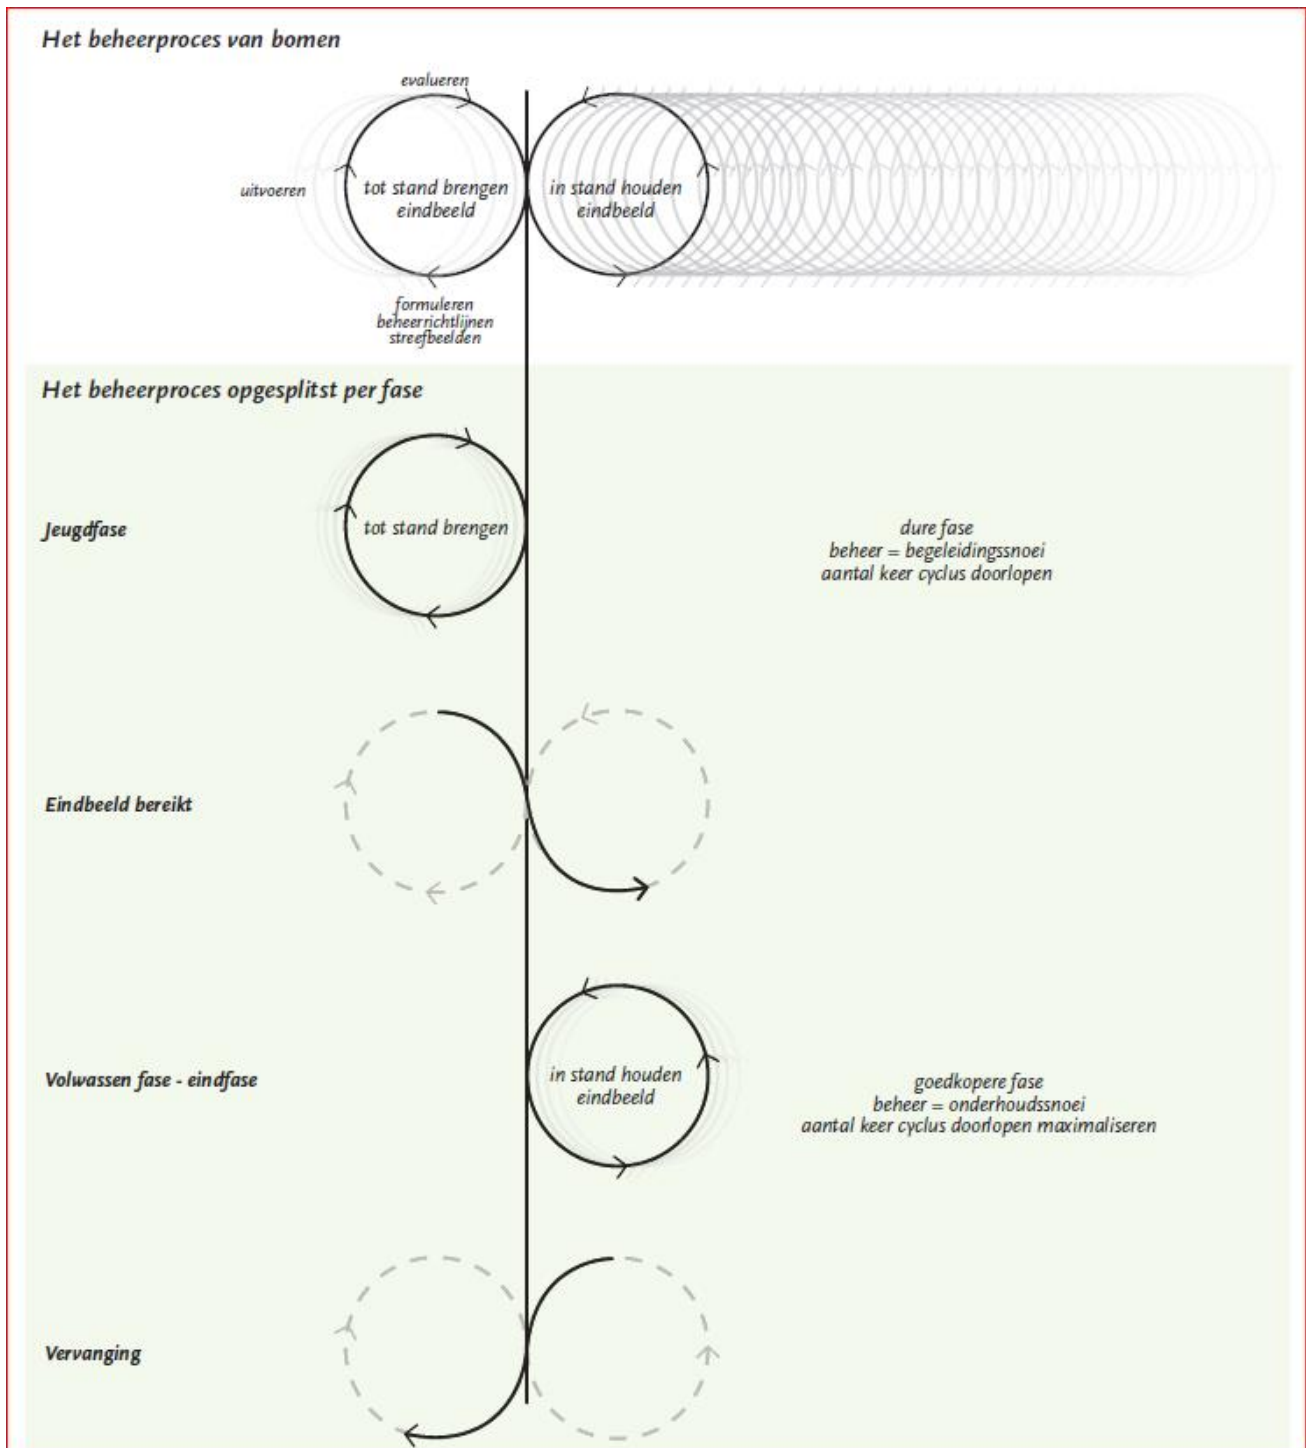 Het beheerproces van bomen
evalueren
uitvoeren
tot stand brengen
eindbeeld
in stand houden
eindbeeld
formuleren
beheerrichtlijnen
streefbeelden
Het beheerproces opgesplitst per fase
Jeugdfase
tot stand brengen
dure fase
beheer = begeleidingssnoei
aantal keer cyclus doorlopen
Eindbeeld bereikt
Volwassen fase - eindfase
in stand houden
eindbeeld
goedkopere fase
beheer = onderhoudssnoei
aantal keer cyclus doorlopen maximaliseren
Vervanging